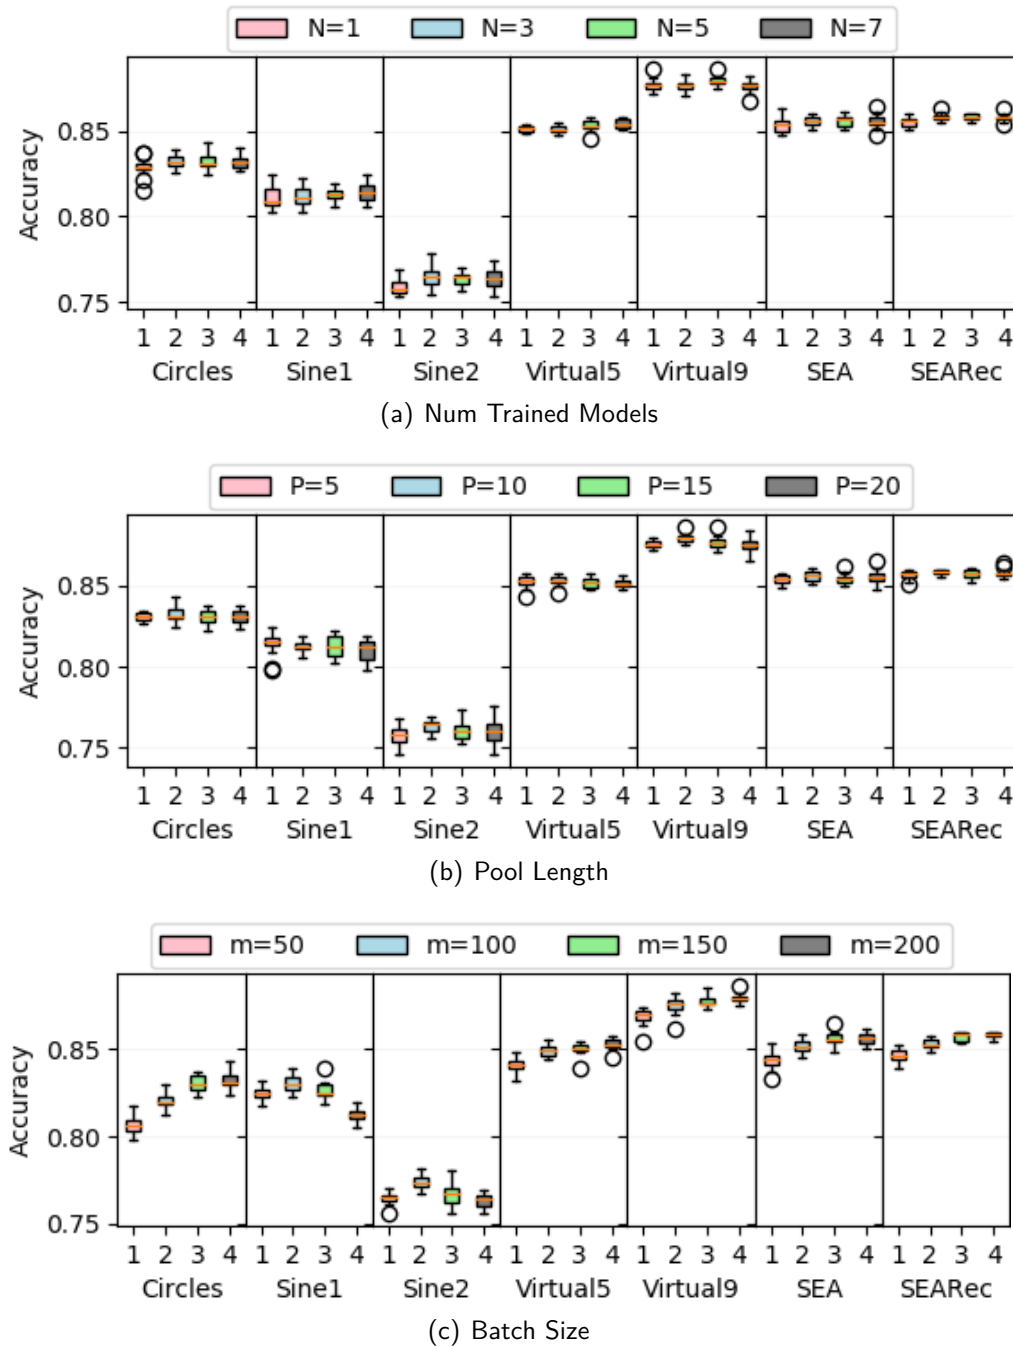 N=1 N=3 N=5 N=7
Accuracy
0.85
0.80
0.75
1 2 3 4 1 2 3 4 1 2 3 4 1 2 3 4 1 2 3 4 1 2 3 4 1 2 3 4
Circles Sine1 Sine2 Virtual5 Virtual9 SEA SEARec
(a) Num Trained Models
P=5 P=10 P=15 P=20
Accuracy
0.85
0.80
0.75
1 2 3 4 1 2 3 4 1 2 3 4 1 2 3 4 1 2 3 4 1 2 3 4 1 2 3 4
Circles Sine1 Sine2 Virtual5 Virtual9 SEA SEARec
(b) Pool Length
m=50 m=100 m=150 m=200
Accuracy
0.85
0.80
0.75
1 2 3 4 1 2 3 4 1 2 3 4 1 2 3 4 1 2 3 4 1 2 3 4 1 2 3 4
Circles Sine1 Sine2 Virtual5 Virtual9 SEA SEARec
(c) Batch Size